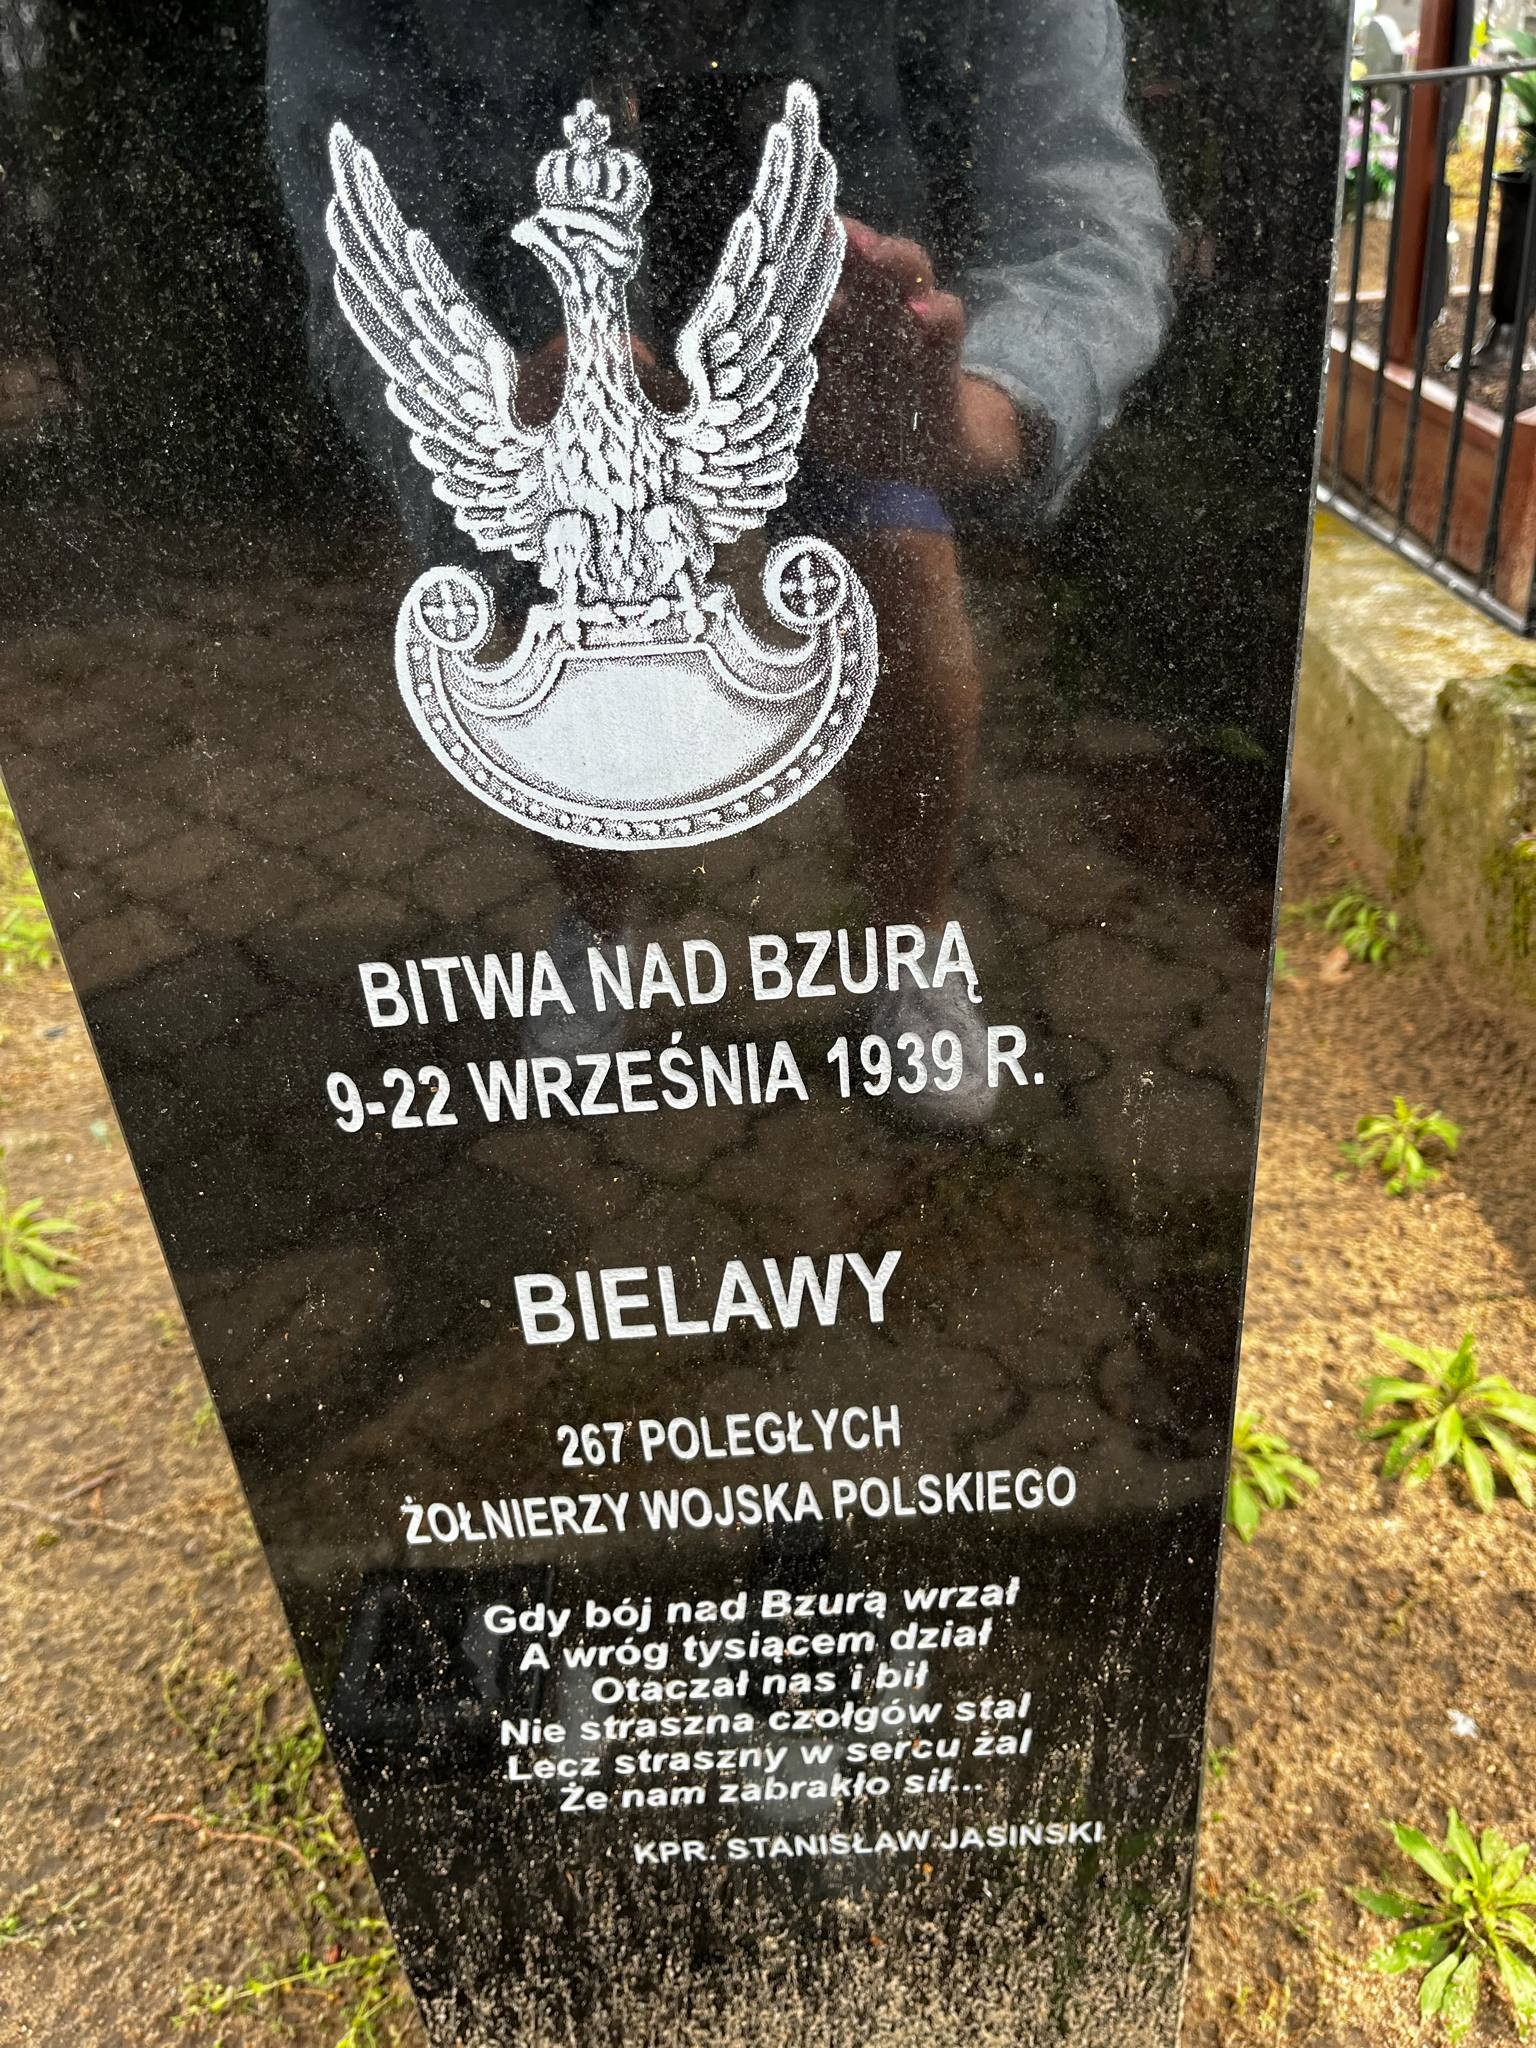 BITWA NAD BZURĄ
9-22 WRZEŚNIA 1939 R.
BIELAWY
267 POLEGŁYCH
ŻOŁNIERZY WOJSKA POLSKIEGO
Gdy bój nad Bzurą wrzał
A wróg tysiącem dział
Otaczał nas i bił
Nie straszna czołgów stal
Lecz straszny w sercu żal
Że nam zabrakło sił...
KPR. STANISŁAW JASIŃSKI